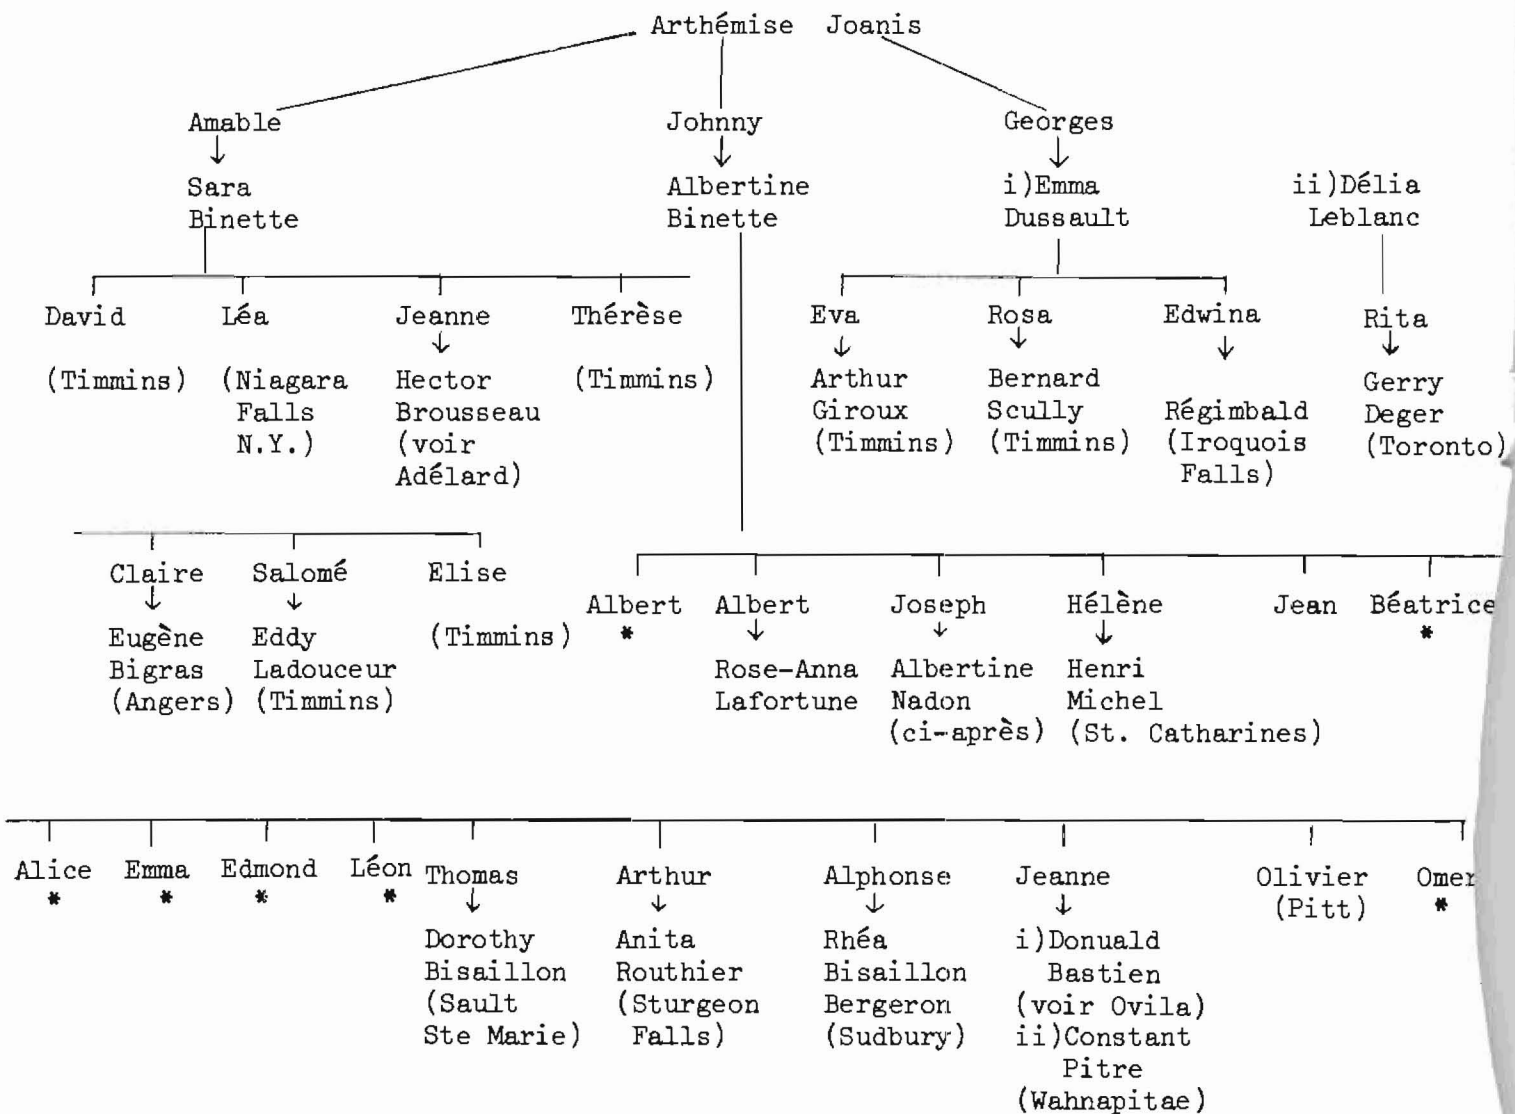 Arthémise Joanis
Amable Johnny Georges
Sara Albertine i)Emma ii)Délia
Binette Binette Dussault Leblanc
David Léa Jeanne Thérèse Eva Rosa Edwina Rita
(Timmins) (Niagara Hector (Timmins) Arthur Bernard Gerry
Falls Brousseau Giroux Scully Régimbald Deger
N.Y.) (voir (Timmins) (Timmins) (Iroquois (Toronto)
Adélard) Falls)
Claire Salomé Elise Albert Albert Joseph Hélène Jean Béatrice
* *
Eugène Eddy (Timmins) Rose-Anna Albertine Henri
Bigras Ladouceur Lafortune Nadon Michel
(Angers) (Timmins) (ci-après) (St. Catharines)
Alice Emma Edmond Léon Thomas Arthur Alphonse Jeanne Olivier Omer
* * * * (Pitt) *
Dorothy Anita Rhéa i)Donuald
Bisaillon Routhier Bisaillon Bastien
(Sault (Sturgeon Bergeron (voir Ovila)
Ste Marie) Falls) (Sudbury) ii)Constant
Pitre
(Wahnapitae)